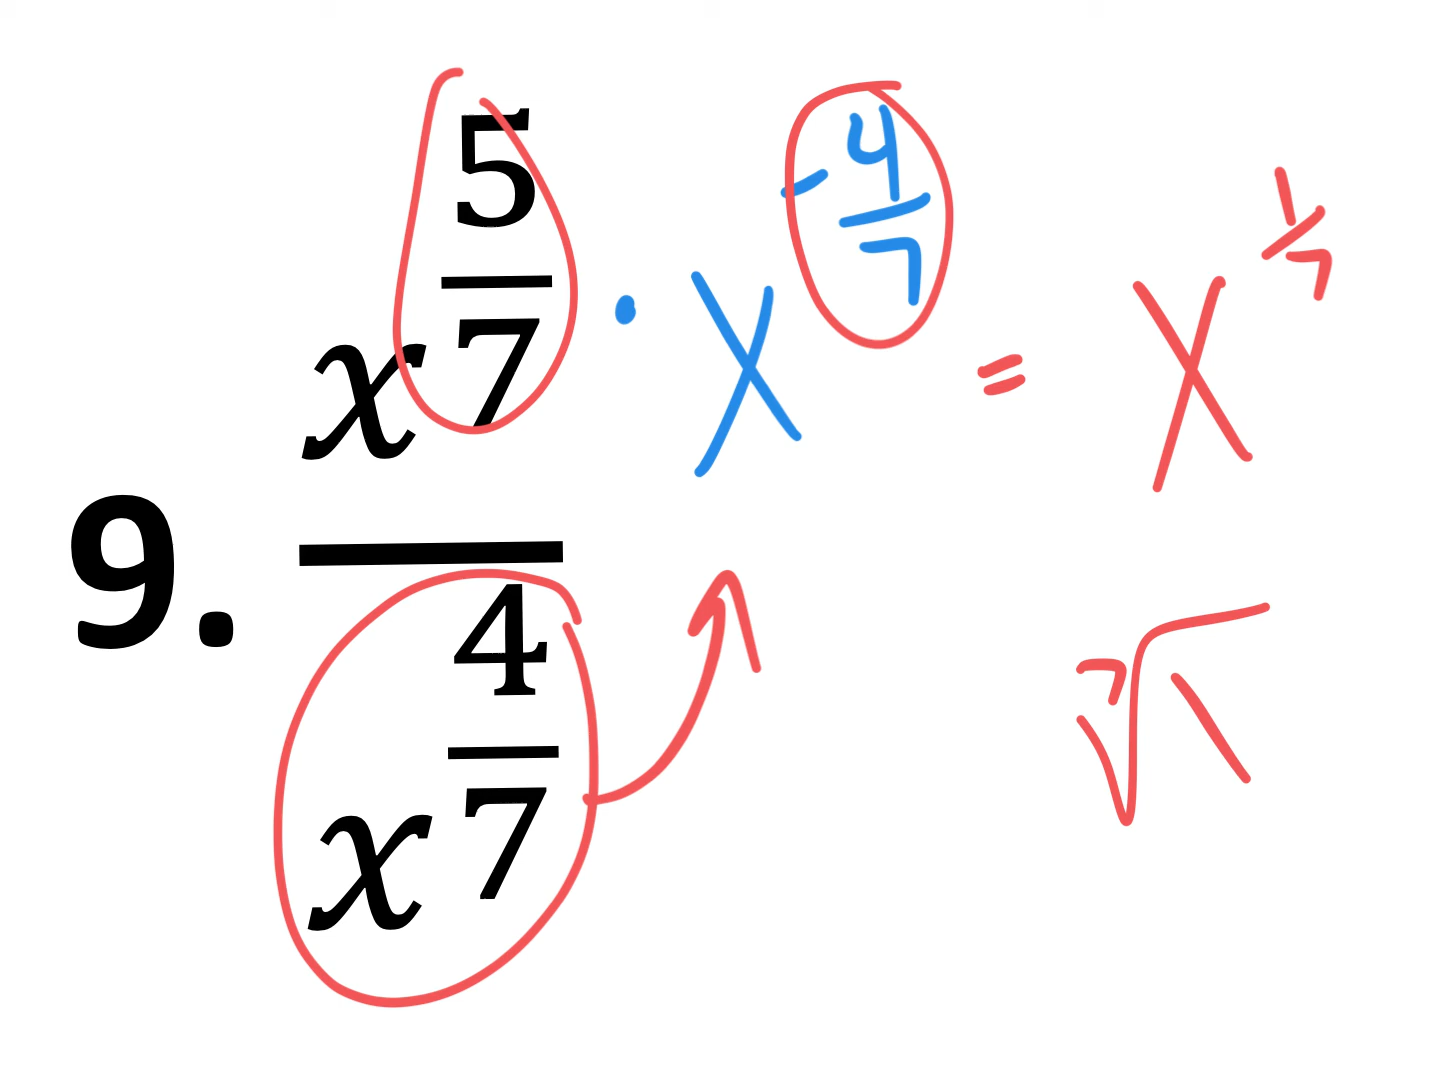 9. x^(5/7) / x^(4/7)
· x^(-4/7) = x^(1/7)
⁷√